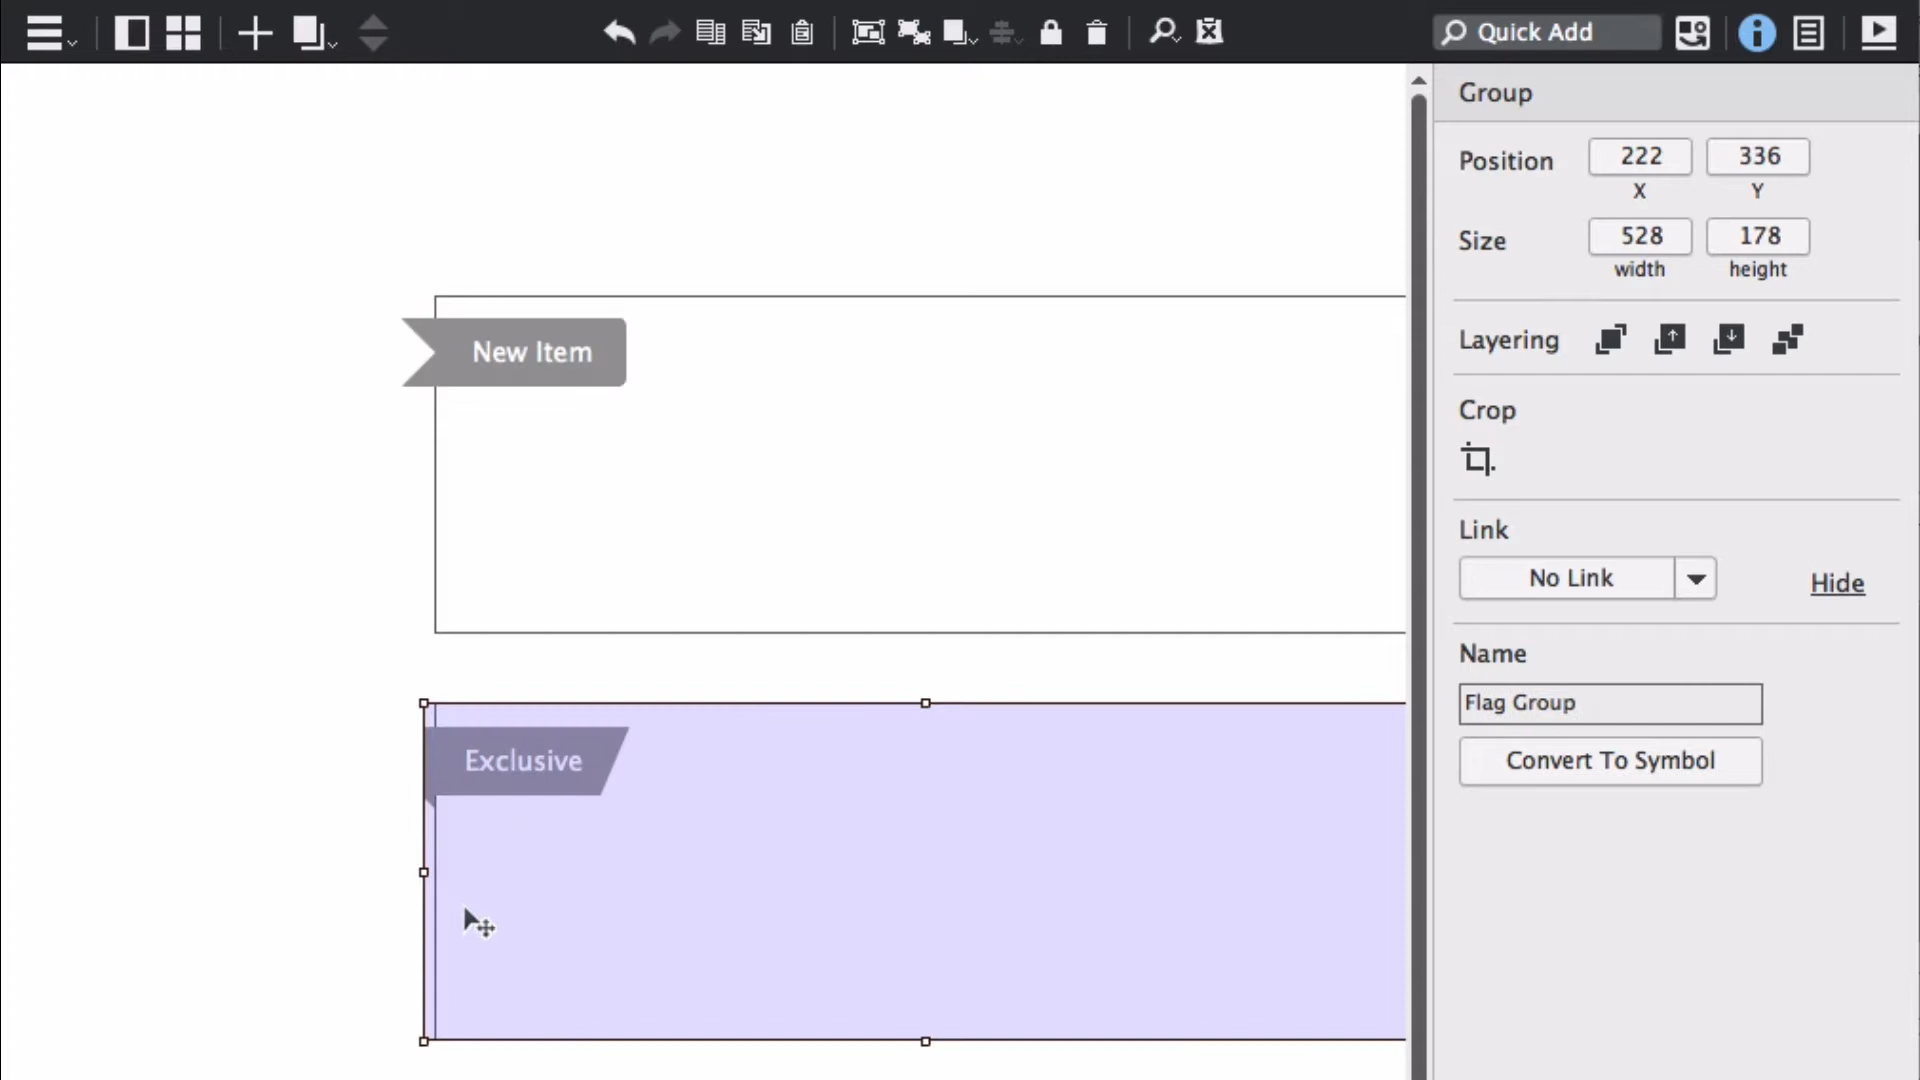 Quick Add
Group
Position 222 336
X Y
Size 528 178
width height
New Item
Layering
Crop
Link
No Link Hide
Name
Flag Group
Exclusive
Convert To Symbol